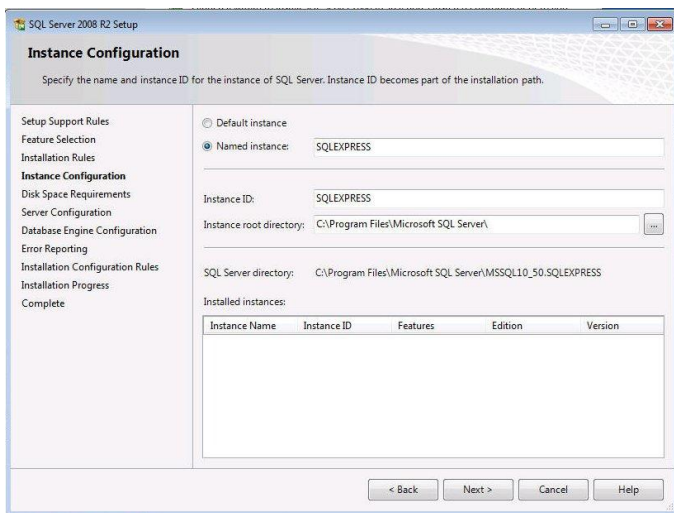 SQL Server 2008 R2 Setup
Instance Configuration
Specify the name and instance ID for the instance of SQL Server. Instance ID becomes part of the installation path.
Setup Support Rules
Feature Selection
Installation Rules
Instance Configuration
Disk Space Requirements
Server Configuration
Database Engine Configuration
Error Reporting
Installation Configuration Rules
Installation Progress
Complete
Default instance
Named instance: SQLEXPRESS
Instance ID: SQLEXPRESS
Instance root directory: C:\Program Files\Microsoft SQL Server\ ...
SQL Server directory: C:\Program Files\Microsoft SQL Server\MSSQL10_50.SQLEXPRESS
Installed instances:
Instance Name Instance ID Features Edition Version
< Back Next > Cancel Help